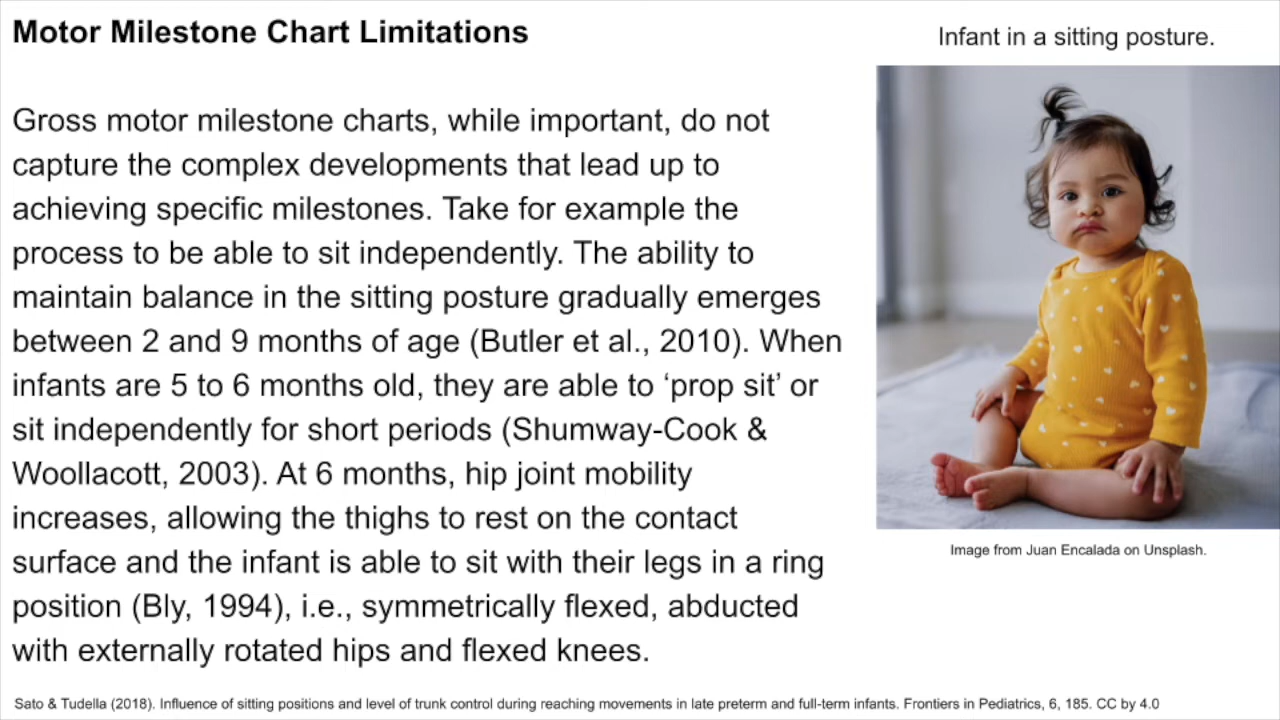 Motor Milestone Chart Limitations
Infant in a sitting posture.
Gross motor milestone charts, while important, do not
capture the complex developments that lead up to
achieving specific milestones. Take for example the
process to be able to sit independently. The ability to
maintain balance in the sitting posture gradually emerges
between 2 and 9 months of age (Butler et al., 2010). When
infants are 5 to 6 months old, they are able to ‘prop sit’ or
sit independently for short periods (Shumway-Cook &
Woollacott, 2003). At 6 months, hip joint mobility
increases, allowing the thighs to rest on the contact
surface and the infant is able to sit with their legs in a ring
position (Bly, 1994), i.e., symmetrically flexed, abducted
with externally rotated hips and flexed knees.
Image from Juan Encalada on Unsplash.
Sato & Tudella (2018). Influence of sitting positions and level of trunk control during reaching movements in late preterm and full-term infants. Frontiers in Pediatrics, 6, 185. CC by 4.0